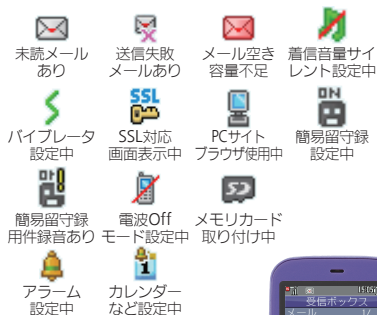 未読メール
あり
送信失敗
メールあり
メール空き
容量不足
着信音量サイ
レント設定中
バイブレータ
設定中
SSL
SSL対応
画面表示中
PCサイト
ブラウザ使用中
ON
簡易留守録
設定中
簡易留守録
用件録音あり
電波Off
モード設定中
メモリカード
取り付け中
アラーム
設定中
1
カレンダー
など設定中
受信ボックス
メール 1/